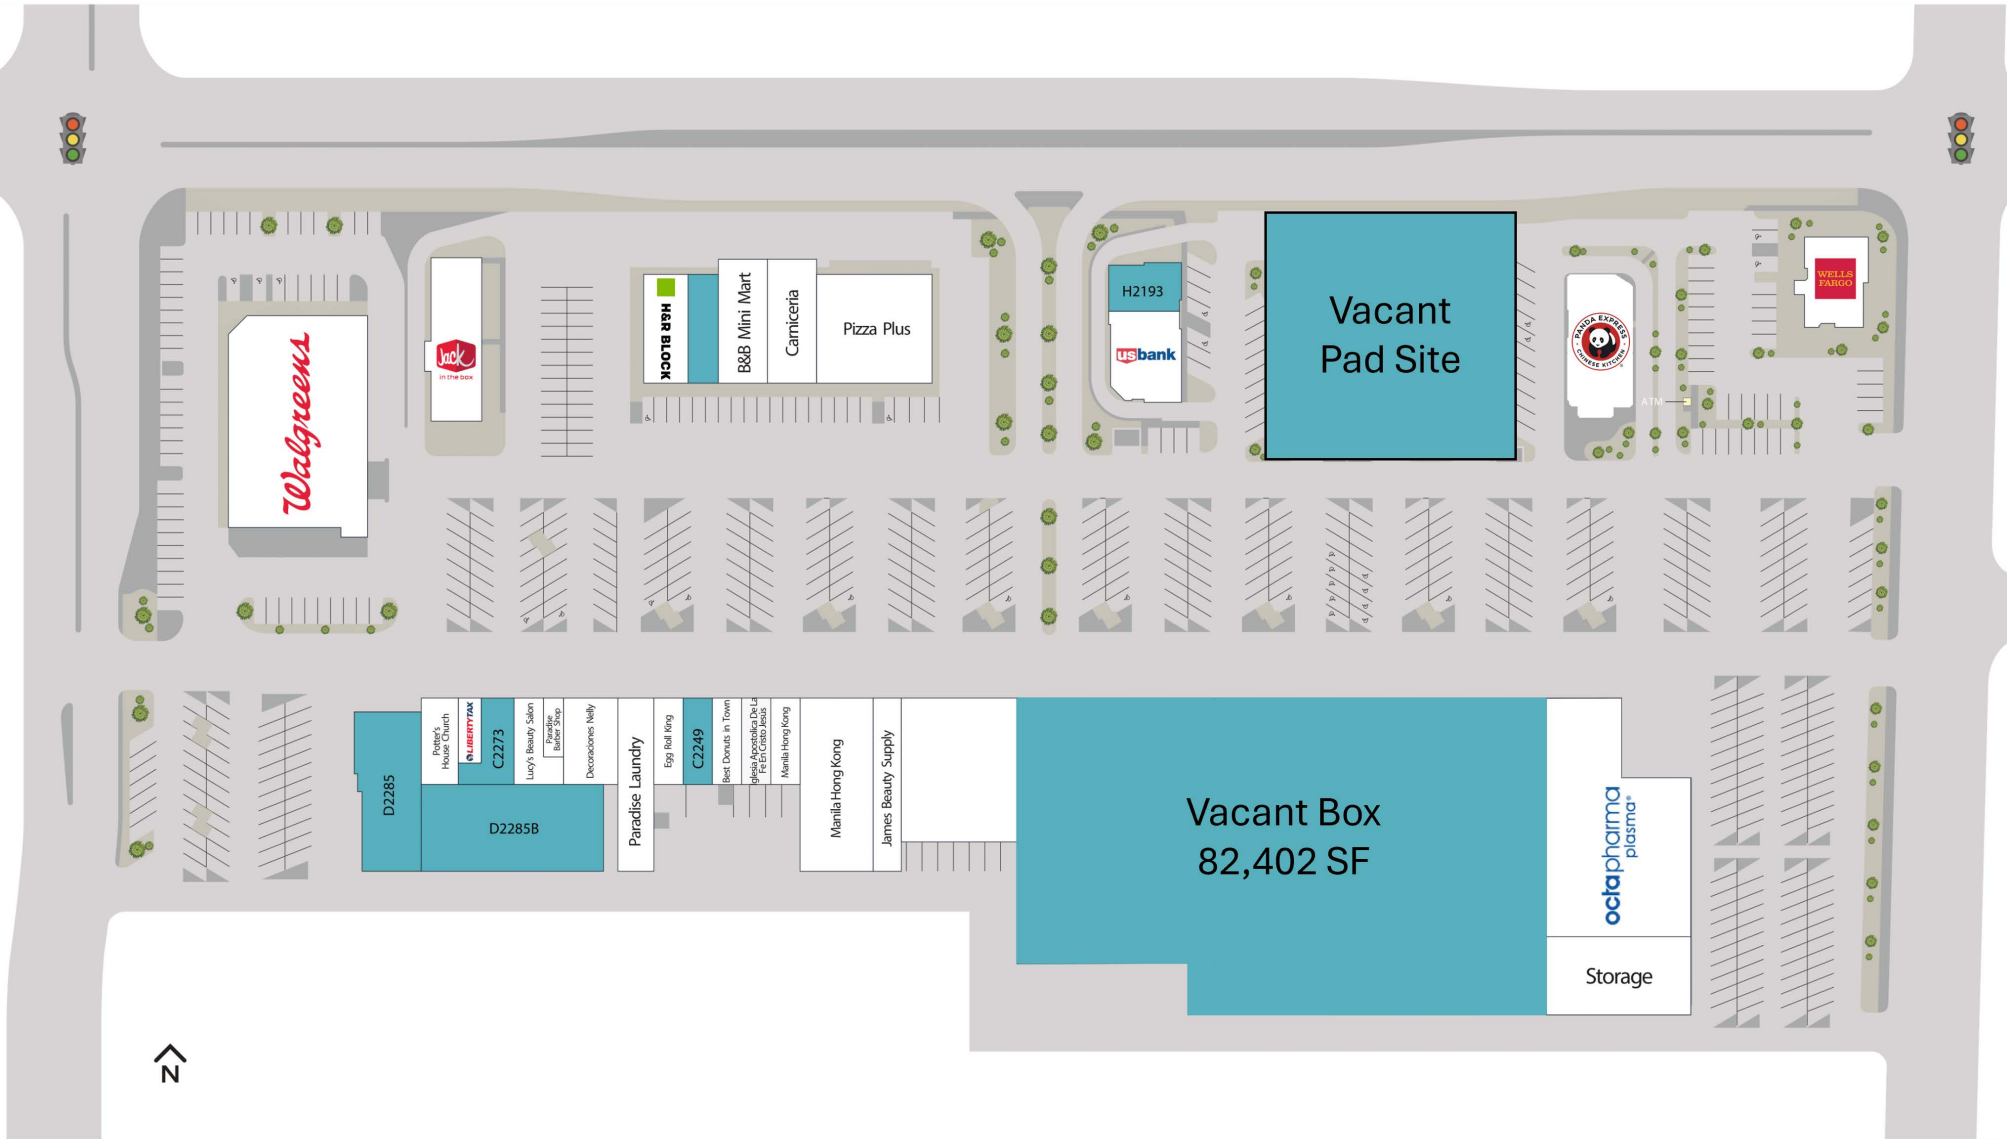 Walgreens
Jack
in the box
H&R BLOCK
B&B Mini Mart
Carniceria
Pizza Plus
H2193
usbank
Vacant
Pad Site
PANDA EXPRESS
CHINESE KITCHEN
ATM
WELLS
FARGO
D2285
Potter's
House Church
LIBERTYTAX
C2273
Lucy's Beauty Salon
Paradise
Barber Shop
Decoraciones Nelly
D2285B
Paradise Laundry
Egg Roll King
C2249
Best Donuts in Town
Iglesia Apostolica De La
Fe En Cristo Jesús
Manila Hong Kong
Manila Hong Kong
James Beauty Supply
Vacant Box
82,402 SF
octapharma
plasma®
Storage
N